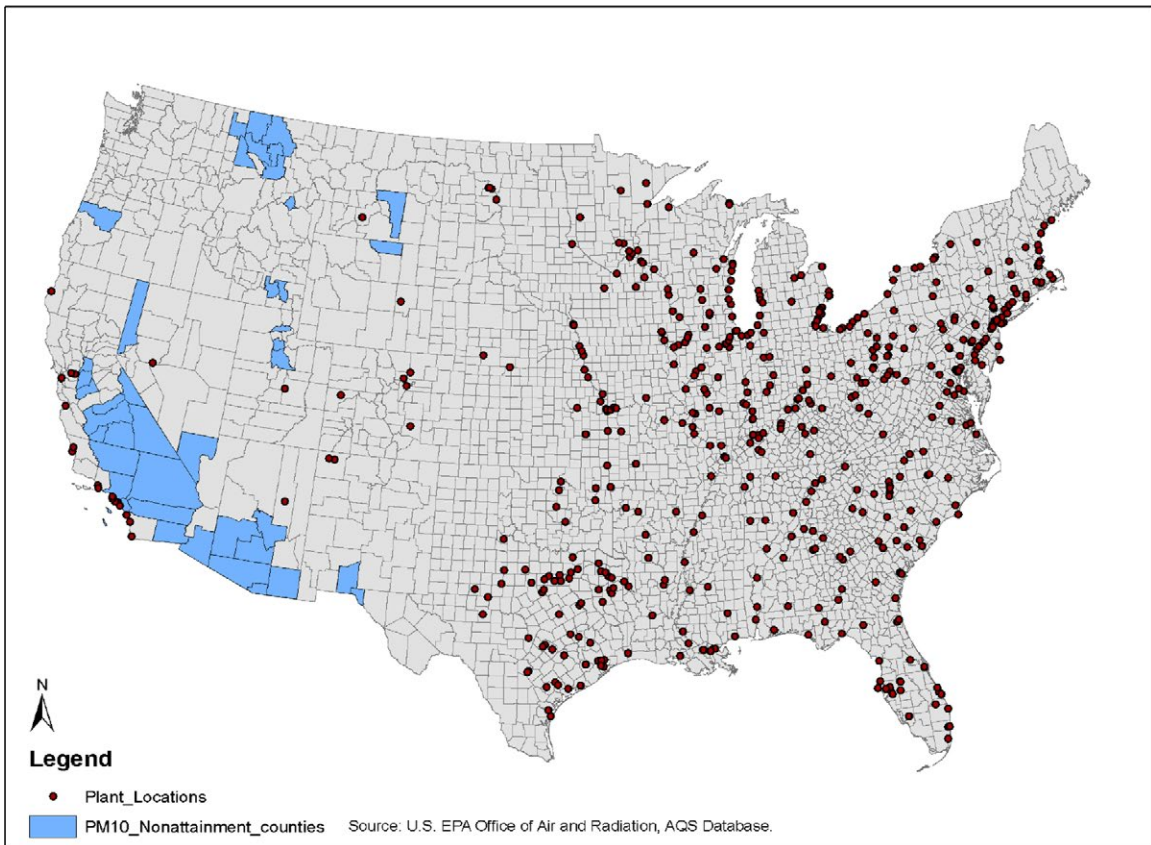 N
Legend
Plant_Locations
PM10_Nonattainment_counties Source: U.S. EPA Office of Air and Radiation, AQS Database.